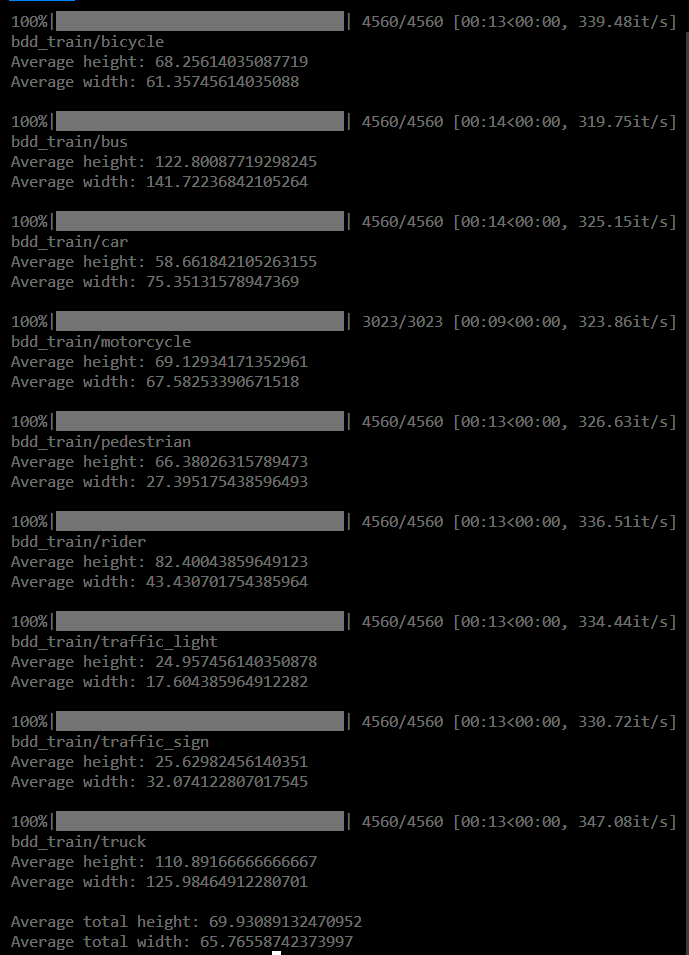 100%|██████████| 4560/4560 [00:13<00:00, 339.48it/s]
bdd_train/bicycle
Average height: 68.25614035087719
Average width: 61.35745614035088
100%|██████████| 4560/4560 [00:14<00:00, 319.75it/s]
bdd_train/bus
Average height: 122.80087719298245
Average width: 141.72236842105264
100%|██████████| 4560/4560 [00:14<00:00, 325.15it/s]
bdd_train/car
Average height: 58.661842105263155
Average width: 75.35131578947369
100%|██████████| 3023/3023 [00:09<00:00, 323.86it/s]
bdd_train/motorcycle
Average height: 69.12934171352961
Average width: 67.58253390671518
100%|██████████| 4560/4560 [00:13<00:00, 326.63it/s]
bdd_train/pedestrian
Average height: 66.38026315789473
Average width: 27.395175438596493
100%|██████████| 4560/4560 [00:13<00:00, 336.51it/s]
bdd_train/rider
Average height: 82.40043859649123
Average width: 43.430701754385964
100%|██████████| 4560/4560 [00:13<00:00, 334.44it/s]
bdd_train/traffic_light
Average height: 24.957456140350878
Average width: 17.604385964912282
100%|██████████| 4560/4560 [00:13<00:00, 330.72it/s]
bdd_train/traffic_sign
Average height: 25.62982456140351
Average width: 32.074122807017545
100%|██████████| 4560/4560 [00:13<00:00, 347.08it/s]
bdd_train/truck
Average height: 110.89166666666667
Average width: 125.98464912280701
Average total height: 69.93089132470952
Average total width: 65.76558742373997